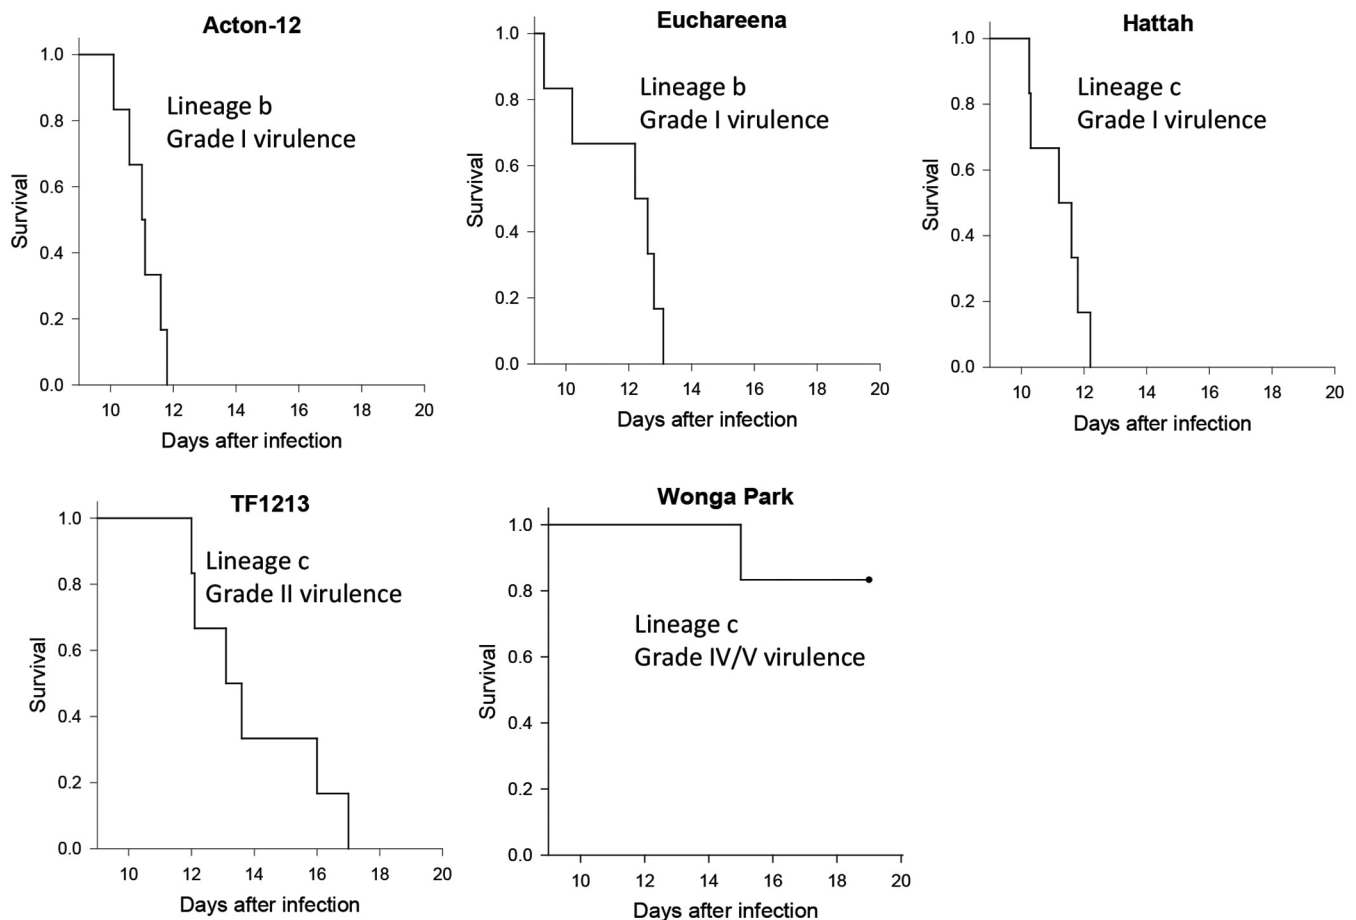 Acton-12
Lineage b
Grade I virulence
Survival
1.0
0.8
0.6
0.4
0.2
0.0
10 12 14 16 18 20
Days after infection
Euchareena
Lineage b
Grade I virulence
Survival
1.0
0.8
0.6
0.4
0.2
0.0
10 12 14 16 18 20
Days after infection
Hattah
Lineage c
Grade I virulence
Survival
1.0
0.8
0.6
0.4
0.2
0.0
10 12 14 16 18 20
Days after infection
TF1213
Lineage c
Grade II virulence
Survival
1.0
0.8
0.6
0.4
0.2
0.0
10 12 14 16 18 20
Days after infection
Wonga Park
Lineage c
Grade IV/V virulence
Survival
1.0
0.8
0.6
0.4
0.2
0.0
10 12 14 16 18 20
Days after infection